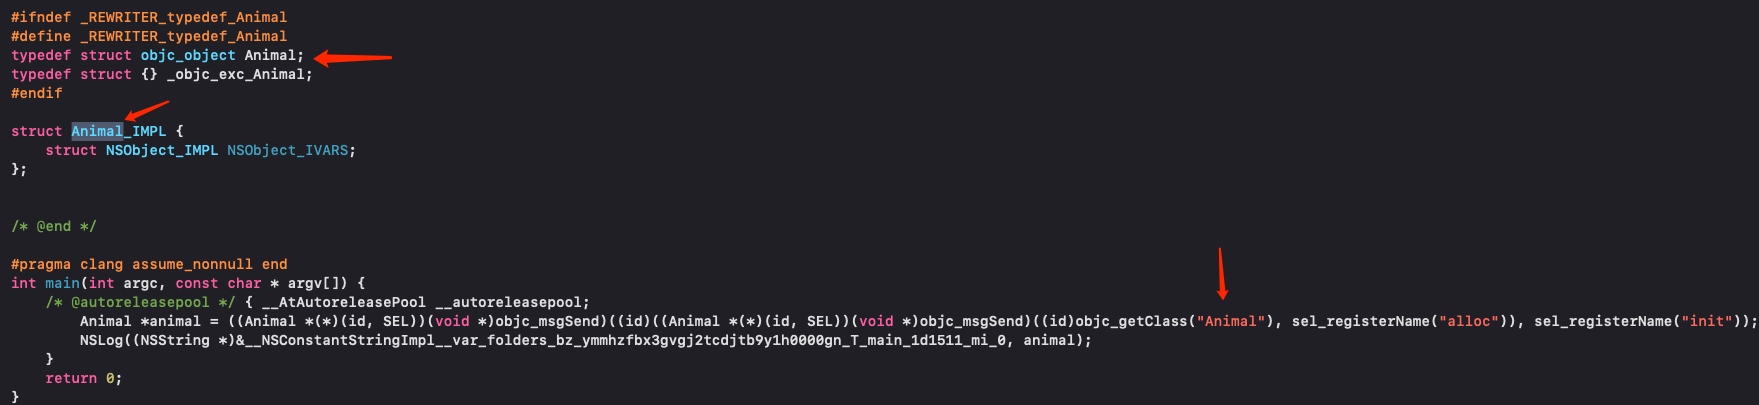 #ifndef _REWRITER_typedef_Animal
#define _REWRITER_typedef_Animal
typedef struct objc_object Animal;
typedef struct {} _objc_exc_Animal;
#endif
struct Animal_IMPL {
    struct NSObject_IMPL NSObject_IVARS;
};
/* @end */
#pragma clang assume_nonnull end
int main(int argc, const char * argv[]) {
    /* @autoreleasepool */ { __AtAutoreleasePool __autoreleasepool;
        Animal *animal = ((Animal *(*)(id, SEL))(void *)objc_msgSend)((id)((Animal *(*)(id, SEL))(void *)objc_msgSend)((id)objc_getClass("Animal"), sel_registerName("alloc")), sel_registerName("init"));
        NSLog((NSString *)&__NSConstantStringImpl__var_folders_bz_ymmhzfbx3gvgj2tcdjtb9y1h0000gn_T_main_1d1511_mi_0, animal);
    }
    return 0;
}